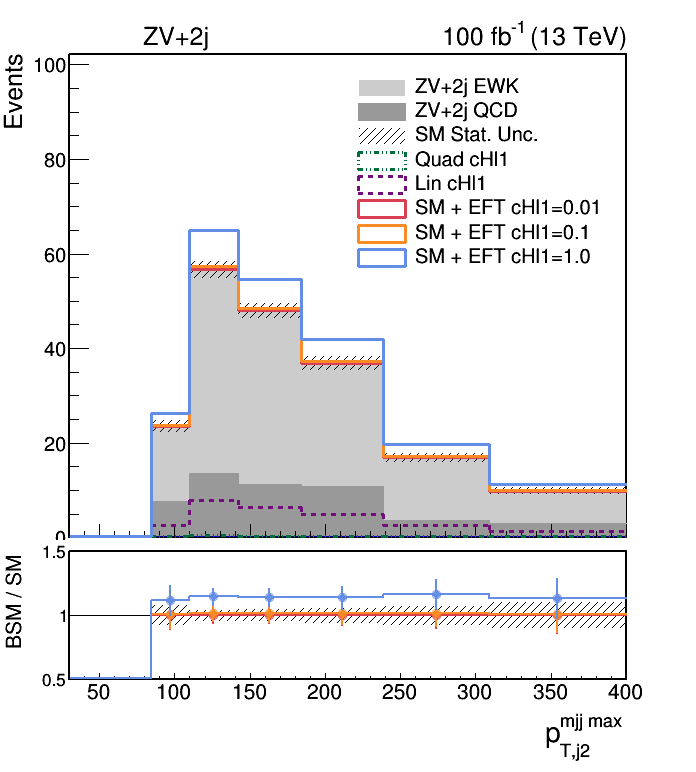 ZV+2j
100 fb-1 (13 TeV)
Events
100
80
60
40
20
0
ZV+2j EWK
ZV+2j QCD
SM Stat. Unc.
Quad cHl1
Lin cHl1
SM + EFT cHl1=0.01
SM + EFT cHl1=0.1
SM + EFT cHl1=1.0
BSM / SM
1.5
1
0.5
50 100 150 200 250 300 350 400
p mjj max
T,j2